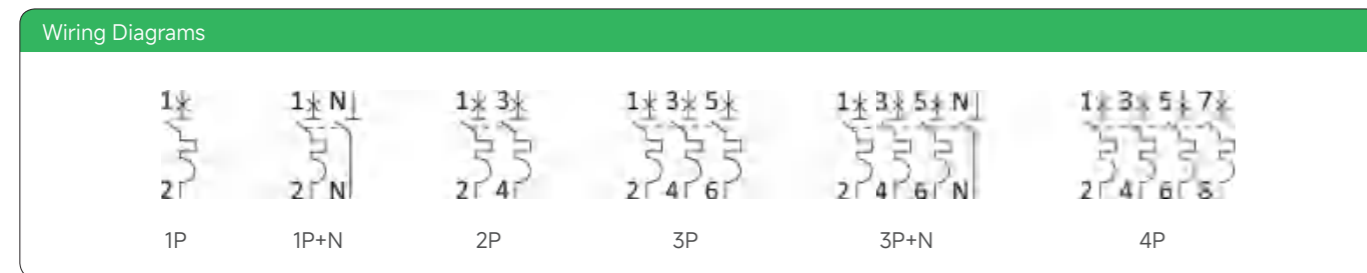 Wiring Diagrams
1 1 N 1 3 1 3 5 1 3 5 N 1 3 5 7
2 2 N 2 4 2 4 6 2 4 6 N 2 4 6 8
1P 1P+N 2P 3P 3P+N 4P